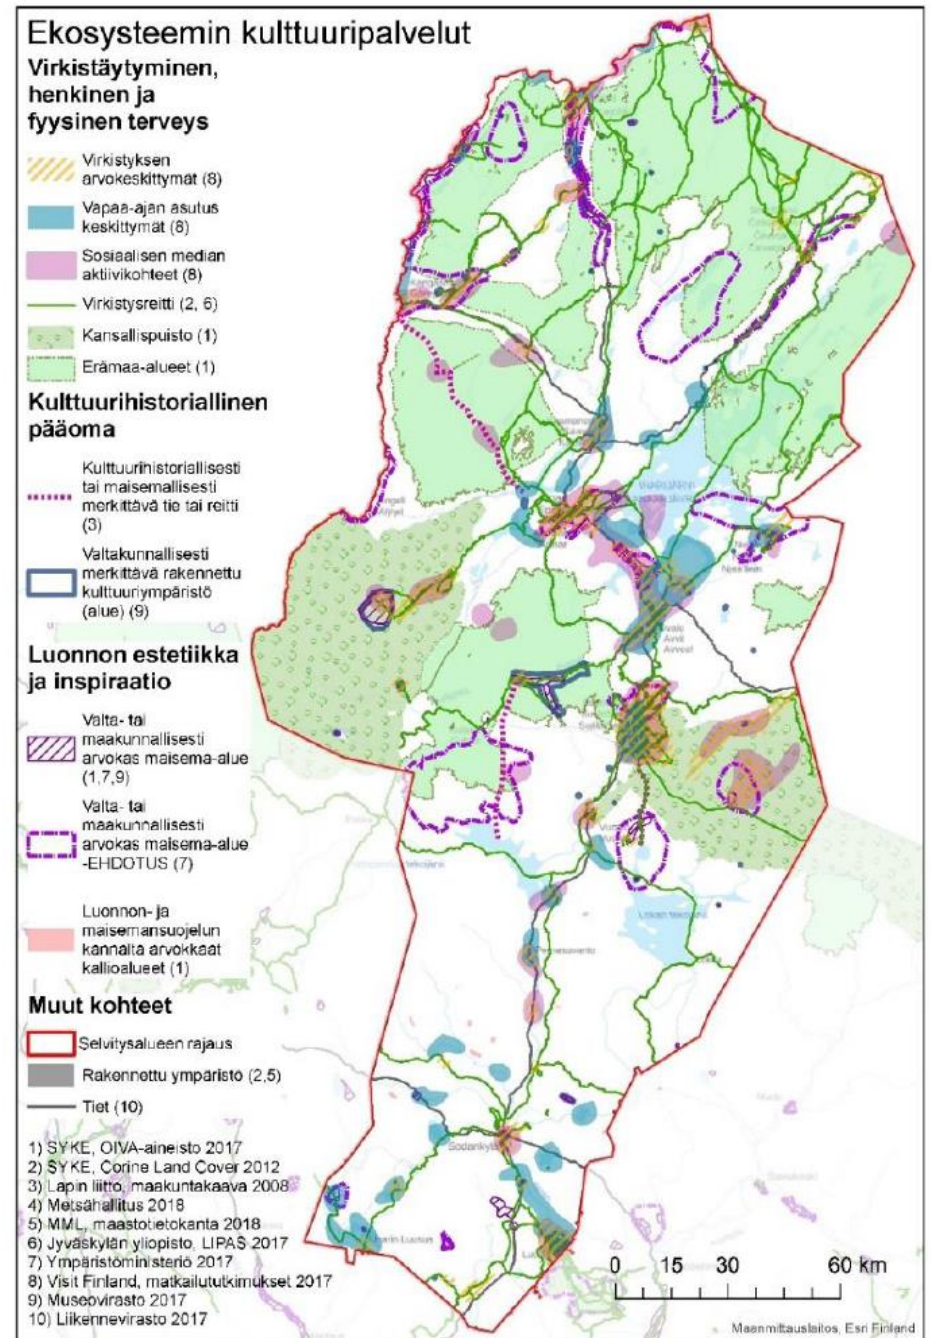 Ekosysteemin kulttuuripalvelut
Virkistäytyminen,
henkinen ja
fyysinen terveys
Virkistyksen
arvokeskittymät (8)
Vapaa-ajan asutus
keskittymät (8)
Sosiaalisen median
aktiivikohteet (8)
Virkistysreitti (2, 6)
Kansallispuisto (1)
Erämaa-alueet (1)
Kulttuurihistoriallinen
pääoma
Kulttuurihistoriallisesti
tai maisemallisesti
merkittävä tie tai reitti
(3)
Valtakunnallisesti
merkittävä rakennettu
kulttuuriympäristö
(alue) (9)
Luonnon estetiikka
ja inspiraatio
Valta- tai
maakunnallisesti
arvokas maisema-alue
(1,7,9)
Valta- tai
maakunnallisesti
arvokas maisema-alue
-EHDOTUS (7)
Luonnon- ja
maisemansuojelun
kannalta arvokkaat
kallioalueet (1)
Muut kohteet
Selvitysalueen rajaus
Rakennettu ympäristö (2,5)
Tiet (10)
1) SYKE, OIVA-aineisto 2017
2) SYKE, Corine Land Cover 2012
3) Lapin liitto, maakuntakaava 2008
4) Metsähallitus 2018
5) MML, maastotietokanta 2018
6) Jyväskylän yliopisto, LIPAS 2017
7) Ympäristöministeriö 2017
8) Visit Finland, matkailututkimukset 2017
9) Museovirasto 2017
10) Liikennevirasto 2017
Sodankylä
0 15 30 60 km
Maanmittauslaitos, Esri Finland